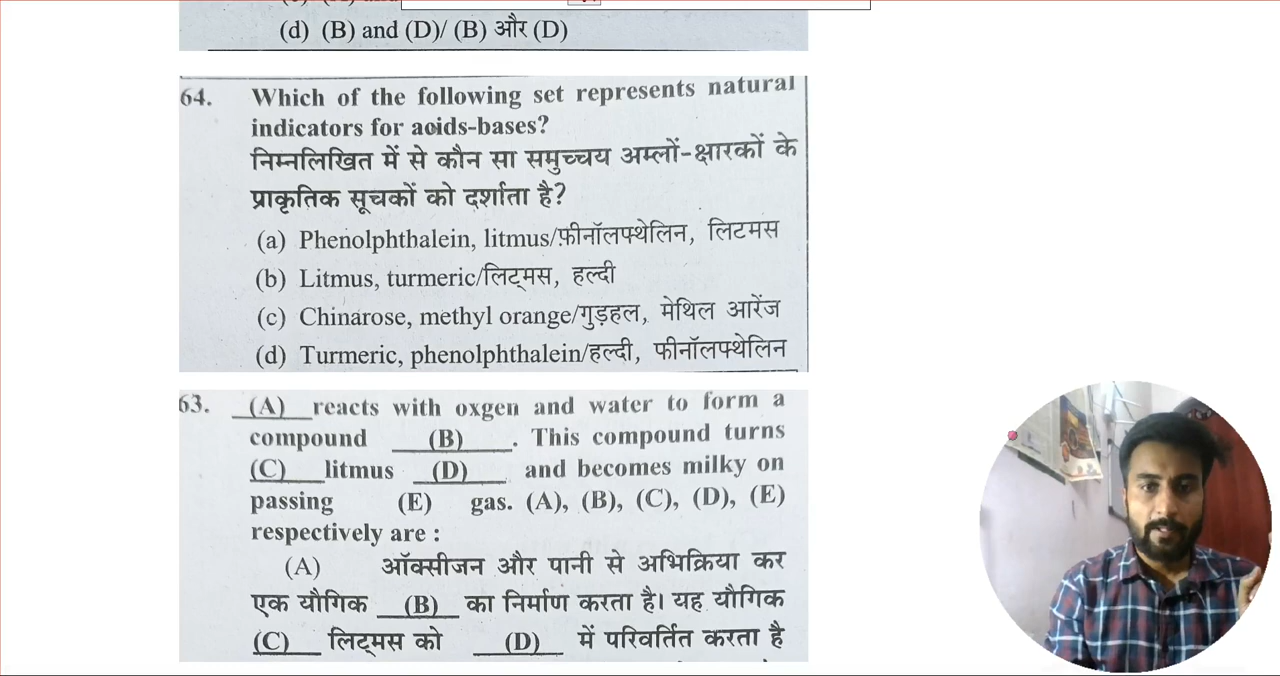 (d) (B) and (D)/ (B) और (D)
64. Which of the following set represents natural
indicators for acids-bases?
निम्नलिखित में से कौन सा समुच्चय अम्लों-क्षारकों के
प्राकृतिक सूचकों को दर्शाता है?
(a) Phenolphthalein, litmus/फ़ीनॉलफ्थेलिन, लिटमस
(b) Litmus, turmeric/लिट्मस, हल्दी
(c) Chinarose, methyl orange/गुड़हल, मेथिल आरेंज
(d) Turmeric, phenolphthalein/हल्दी, फीनॉलफ्थेलिन
63. (A) reacts with oxgen and water to form a
compound (B). This compound turns
(C) litmus (D) and becomes milky on
passing (E) gas. (A), (B), (C), (D), (E)
respectively are :
(A) ऑक्सीजन और पानी से अभिक्रिया कर
एक यौगिक (B) का निर्माण करता है। यह यौगिक
(C) लिट्मस को (D) में परिवर्तित करता है